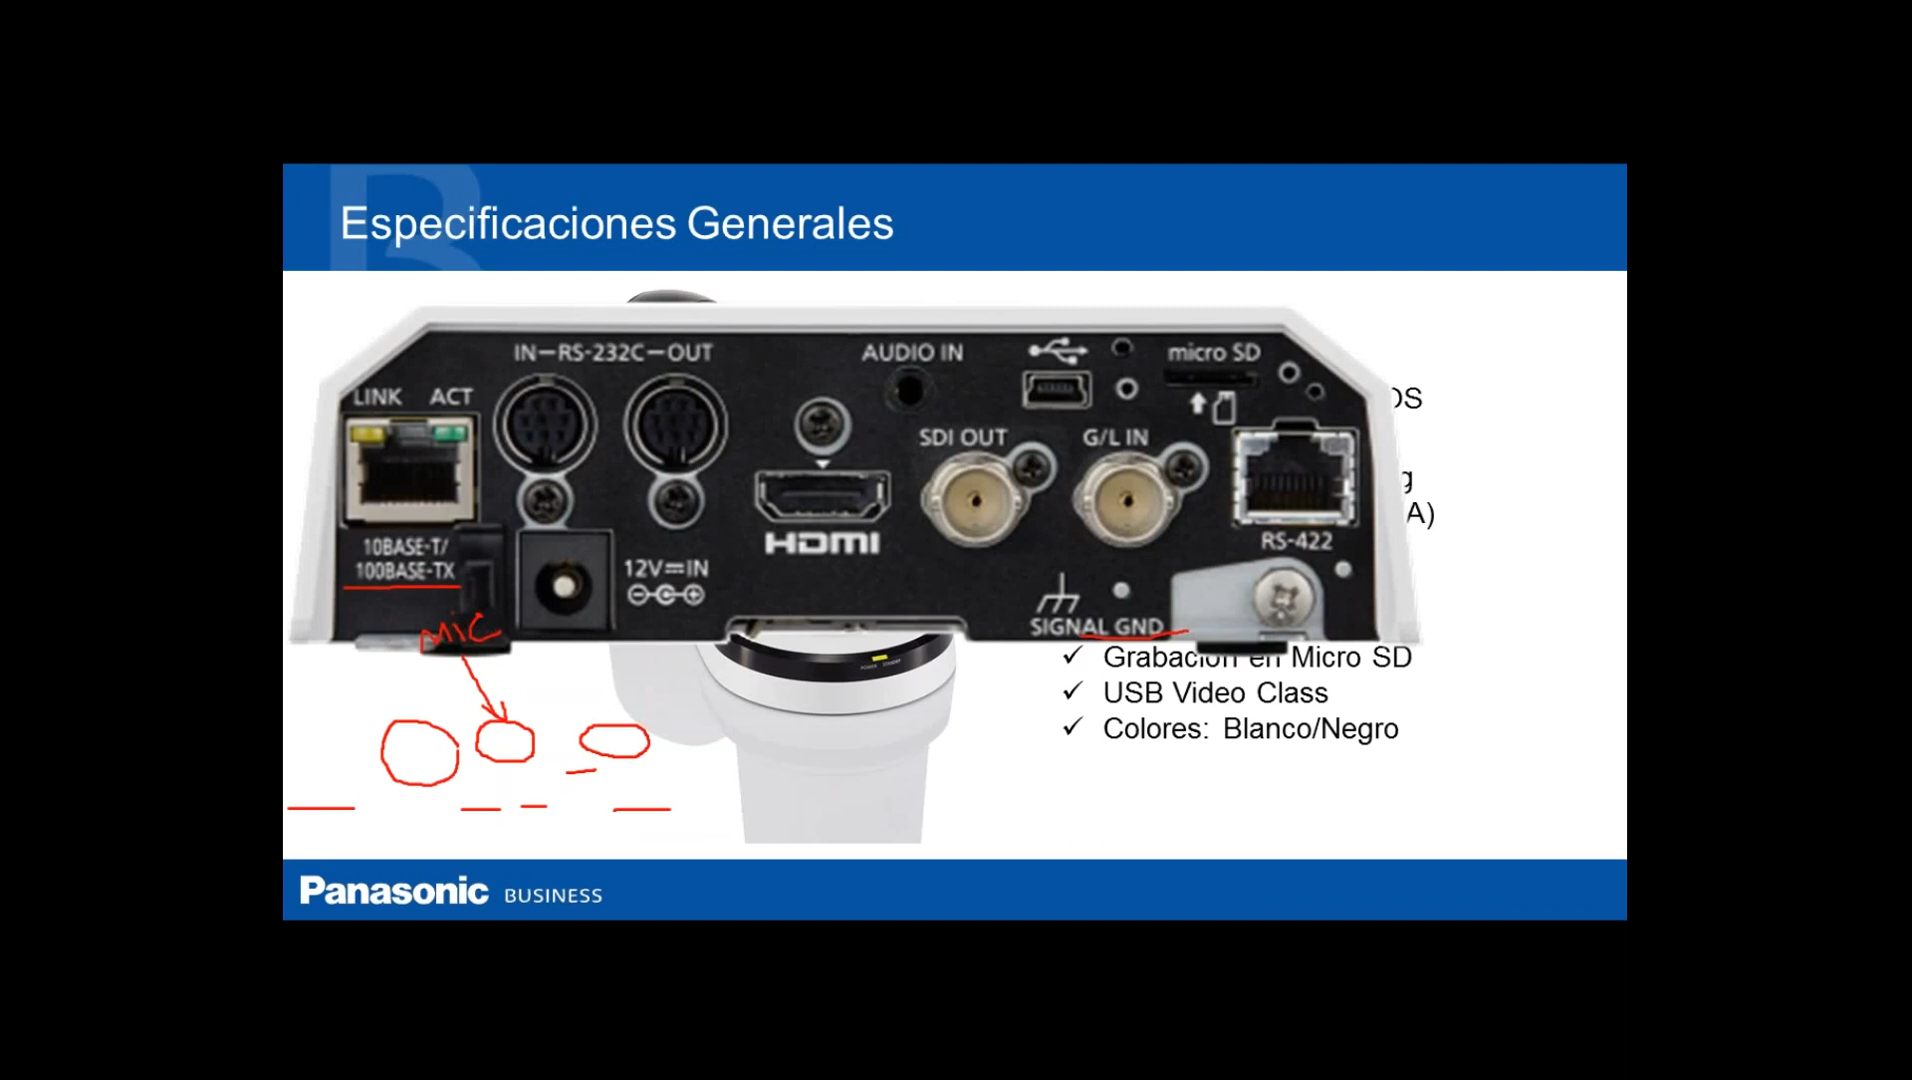 Especificaciones Generales
IN–RS-232C–OUT
AUDIO IN
micro SD
LINK ACT
SDI OUT
G/L IN
HDMI
10BASE-T/
100BASE-TX
12V IN
RS-422
SIGNAL GND
MiC
OS
g
A)
✓ Grabación en Micro SD
✓ USB Video Class
✓ Colores: Blanco/Negro
Panasonic BUSINESS